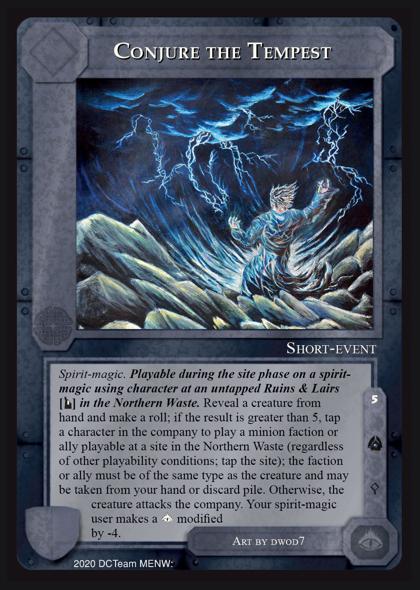 Conjure the Tempest
Short-event
Spirit-magic. Playable during the site phase on a spirit-
magic using character at an untapped Ruins & Lairs
[] in the Northern Waste. Reveal a creature from
hand and make a roll; if the result is greater than 5, tap
a character in the company to play a minion faction or
ally playable at a site in the Northern Waste (regardless
of other playability conditions; tap the site); the faction
or ally must be of the same type as the creature and may
be taken from your hand or discard pile. Otherwise, the
creature attacks the company. Your spirit-magic
user makes a modified
by -4.
5
Art by dwod7
2020 DCTeam MENW: